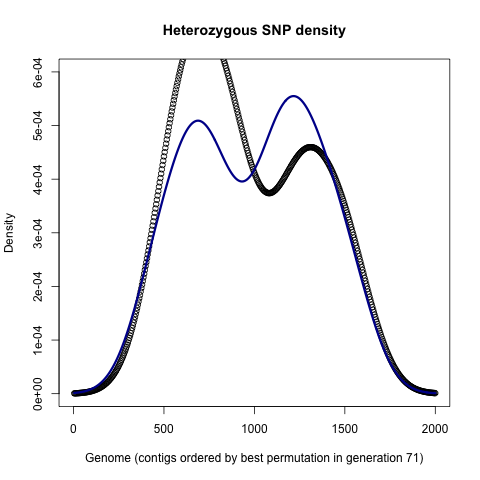 Heterozygous SNP density
6e-04
5e-04
4e-04
3e-04
2e-04
1e-04
0e+00
Density
0 500 1000 1500 2000
Genome (contigs ordered by best permutation in generation 71)